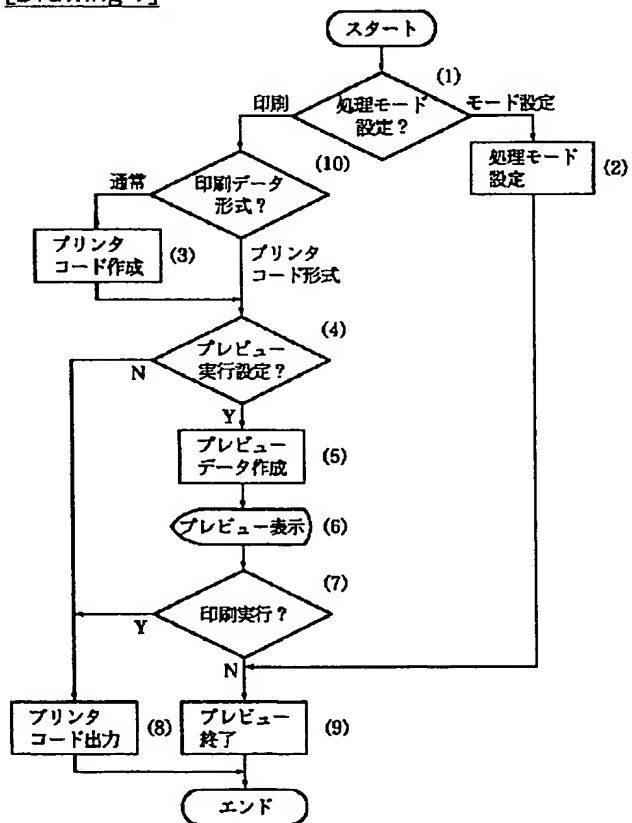 スタート
(1)
処理モード
設定?
印刷
モード設定
処理モード
設定
(2)
(10)
印刷データ
形式?
通常
プリンタ
コード作成
(3)
プリンタ
コード形式
(4)
プレビュー
実行設定?
N
Y
プレビュー
データ作成
(5)
プレビュー表示
(6)
(7)
印刷実行?
Y
N
プリンタ
コード出力
(8)
プレビュー
終了
(9)
エンド